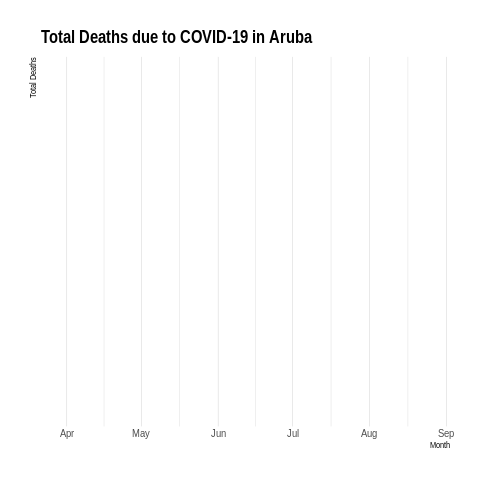 Total Deaths due to COVID-19 in Aruba
Total Deaths
Apr May Jun Jul Aug Sep
Month